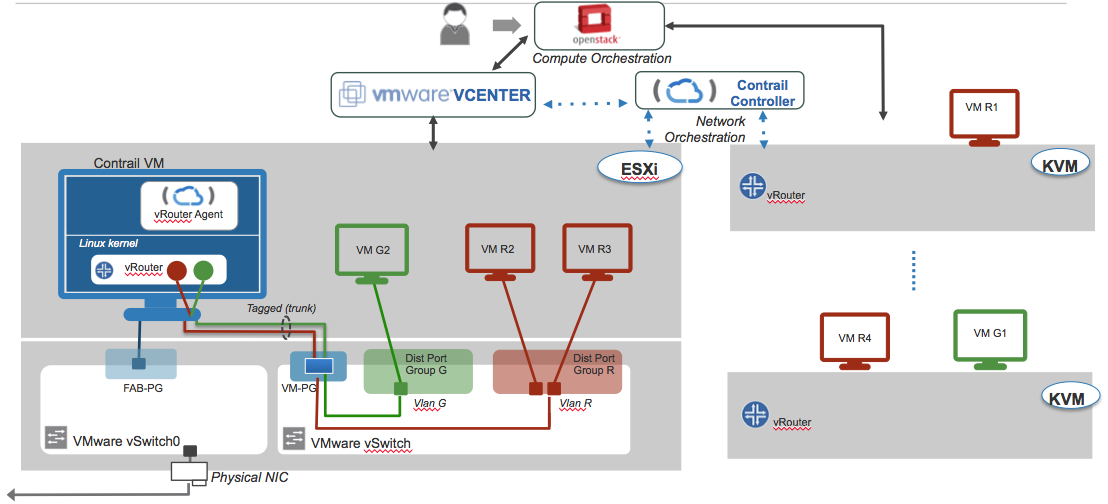 openstack
Compute Orchestration
vmware VCENTER
Contrail
Controller
Network
Orchestration
VM R1
Contrail VM
ESXi
KVM
vRouter Agent
vRouter
Linux kernel
VM G2
VM R2
VM R3
vRouter
Tagged (trunk)
VM R4
VM G1
Dist Port
Group G
Dist Port
Group R
FAB-PG
VM-PG
Vlan G
Vlan R
KVM
vRouter
VMware vSwitch0
VMware vSwitch
Physical NIC